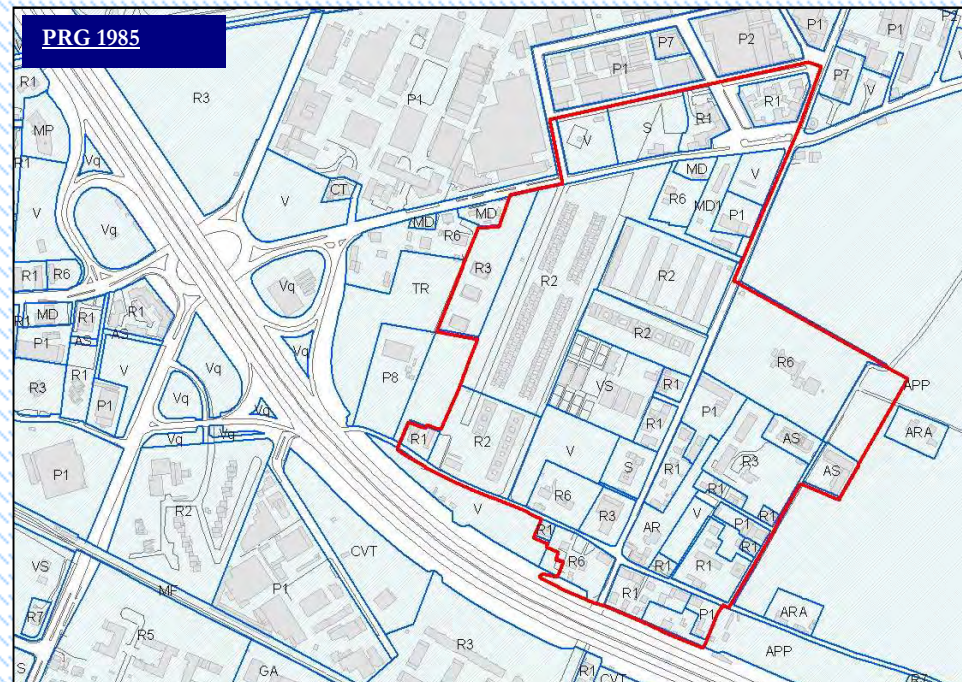 PRG 1985
P1
P1
P2
P7
P2
P1
P7
V
V
R1
R3
P1
V
S
R1
R1
MP
Vq
R1
V
CT
V
MD
V
Vq
R6
MD1
P1
MD
MD
R6
R1
R6
Vq
TR
R3
R2
R2
MD
R1
R1
R1
AS
AS
R2
P1
Vq
Vq
P8
R6
R3
R1
P1
V
Vq
VS
R1
P1
APP
Vq
Vq
R1
R2
R1
AS
ARA
P1
V
S
R1
R3
AS
R2
V
R6
R3
AR
V
R1
P1
R1
R1
R1
VS
CVT
R1
R6
R1
R1
MF
P1
R1
P1
ARA
R7
R5
R3
APP
S
GA
R1
CVT
R7